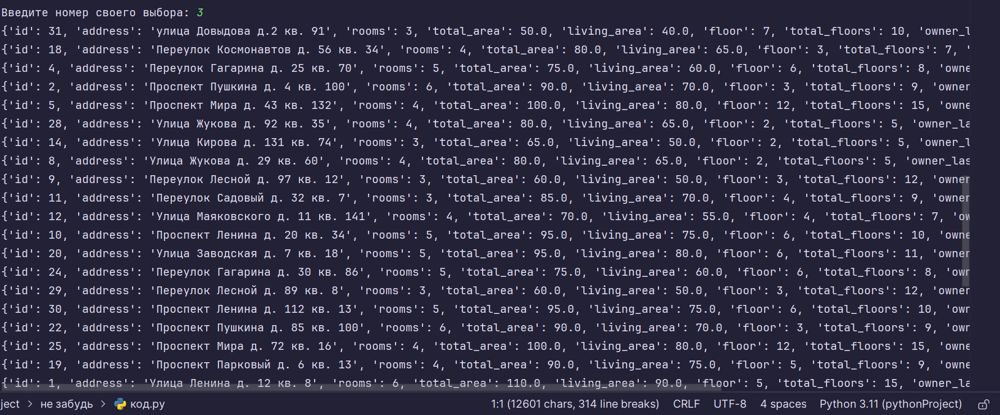 Введите номер своего выбора: 3
{'id': 31, 'address': 'улица Довыдова д.2 кв. 91', 'rooms': 3, 'total_area': 50.0, 'living_area': 40.0, 'floor': 7, 'total_floors': 10, 'owner_l
{'id': 18, 'address': 'Переулок Космонавтов д. 56 кв. 34', 'rooms': 4, 'total_area': 80.0, 'living_area': 65.0, 'floor': 3, 'total_floors': 7, '
{'id': 4, 'address': 'Переулок Гагарина д. 25 кв. 70', 'rooms': 5, 'total_area': 75.0, 'living_area': 60.0, 'floor': 6, 'total_floors': 8, 'owne
{'id': 2, 'address': 'Проспект Пушкина д. 4 кв. 100', 'rooms': 6, 'total_area': 90.0, 'living_area': 70.0, 'floor': 3, 'total_floors': 9, 'owner
{'id': 5, 'address': 'Проспект Мира д. 43 кв. 132', 'rooms': 4, 'total_area': 100.0, 'living_area': 80.0, 'floor': 12, 'total_floors': 15, 'owne
{'id': 28, 'address': 'Улица Жукова д. 92 кв. 35', 'rooms': 4, 'total_area': 80.0, 'living_area': 65.0, 'floor': 2, 'total_floors': 5, 'owner_la
{'id': 14, 'address': 'Улица Кирова д. 131 кв. 74', 'rooms': 3, 'total_area': 65.0, 'living_area': 50.0, 'floor': 2, 'total_floors': 5, 'owner_l
{'id': 8, 'address': 'Улица Жукова д. 29 кв. 60', 'rooms': 4, 'total_area': 80.0, 'living_area': 65.0, 'floor': 2, 'total_floors': 5, 'owner_las
{'id': 9, 'address': 'Переулок Лесной д. 97 кв. 12', 'rooms': 3, 'total_area': 60.0, 'living_area': 50.0, 'floor': 3, 'total_floors': 12, 'owner
{'id': 11, 'address': 'Переулок Садовый д. 32 кв. 7', 'rooms': 3, 'total_area': 85.0, 'living_area': 70.0, 'floor': 4, 'total_floors': 9, 'owner
{'id': 12, 'address': 'Улица Маяковского д. 11 кв. 141', 'rooms': 4, 'total_area': 70.0, 'living_area': 55.0, 'floor': 4, 'total_floors': 7, 'ow
{'id': 10, 'address': 'Проспект Ленина д. 20 кв. 34', 'rooms': 5, 'total_area': 95.0, 'living_area': 75.0, 'floor': 6, 'total_floors': 10, 'owne
{'id': 20, 'address': 'Улица Заводская д. 7 кв. 18', 'rooms': 5, 'total_area': 95.0, 'living_area': 80.0, 'floor': 6, 'total_floors': 11, 'owner
{'id': 24, 'address': 'Переулок Гагарина д. 30 кв. 86', 'rooms': 5, 'total_area': 75.0, 'living_area': 60.0, 'floor': 6, 'total_floors': 8, 'own
{'id': 29, 'address': 'Переулок Лесной д. 89 кв. 8', 'rooms': 3, 'total_area': 60.0, 'living_area': 50.0, 'floor': 3, 'total_floors': 12, 'owner
{'id': 30, 'address': 'Проспект Ленина д. 112 кв. 13', 'rooms': 5, 'total_area': 95.0, 'living_area': 75.0, 'floor': 6, 'total_floors': 10, 'own
{'id': 22, 'address': 'Проспект Пушкина д. 85 кв. 100', 'rooms': 6, 'total_area': 90.0, 'living_area': 70.0, 'floor': 3, 'total_floors': 9, 'own
{'id': 25, 'address': 'Проспект Мира д. 72 кв. 16', 'rooms': 4, 'total_area': 100.0, 'living_area': 80.0, 'floor': 12, 'total_floors': 15, 'owne
{'id': 19, 'address': 'Проспект Парковый д. 6 кв. 13', 'rooms': 4, 'total_area': 90.0, 'living_area': 75.0, 'floor': 5, 'total_floors': 9, 'owne
{'id': 1, 'address': 'Улица Ленина д. 12 кв. 8', 'rooms': 6, 'total_area': 110.0, 'living_area': 90.0, 'floor': 5, 'total_floors': 15, 'owner_la
ject > не забудь > код.py 1:1 (12601 chars, 314 line breaks) CRLF UTF-8 4 spaces Python 3.11 (pythonProject)